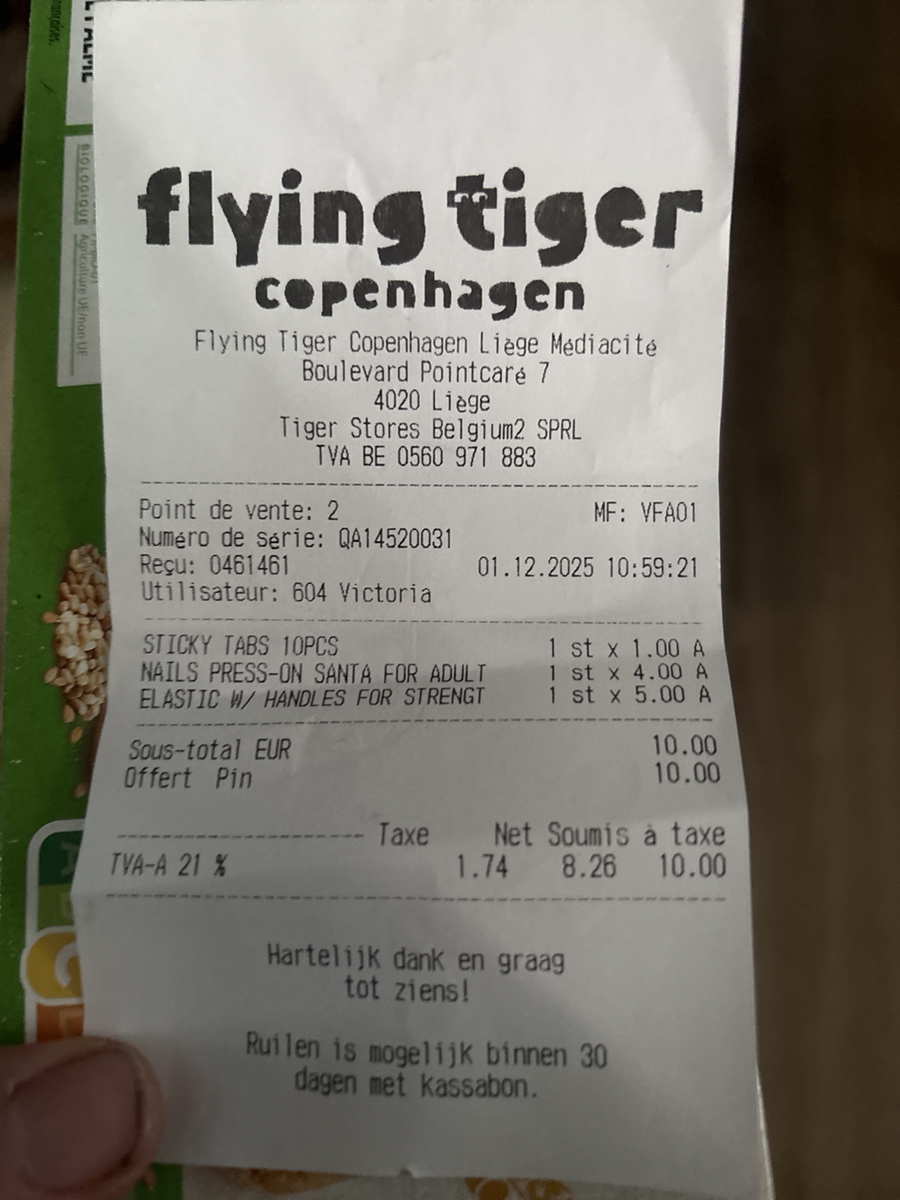 flying tiger
copenhagen
Flying Tiger Copenhagen Liège Médiacité
Boulevard Pointcaré 7
4020 Liège
Tiger Stores Belgium2 SPRL
TVA BE 0560 971 883
Point de vente: 2 MF: VFA01
Numéro de série: QA14520031
Reçu: 0461461 01.12.2025 10:59:21
Utilisateur: 604 Victoria
STICKY TABS 10PCS 1 st x 1.00 A
NAILS PRESS-ON SANTA FOR ADULT 1 st x 4.00 A
ELASTIC W/ HANDLES FOR STRENGT 1 st x 5.00 A
Sous-total EUR 10.00
Offert Pin 10.00
Taxe Net Soumis à taxe
TVA-A 21 % 1.74 8.26 10.00
Hartelijk dank en graag
tot ziens!
Ruilen is mogelijk binnen 30
dagen met kassabon.
BIOLOGIQUE
Agriculture UE/non UE